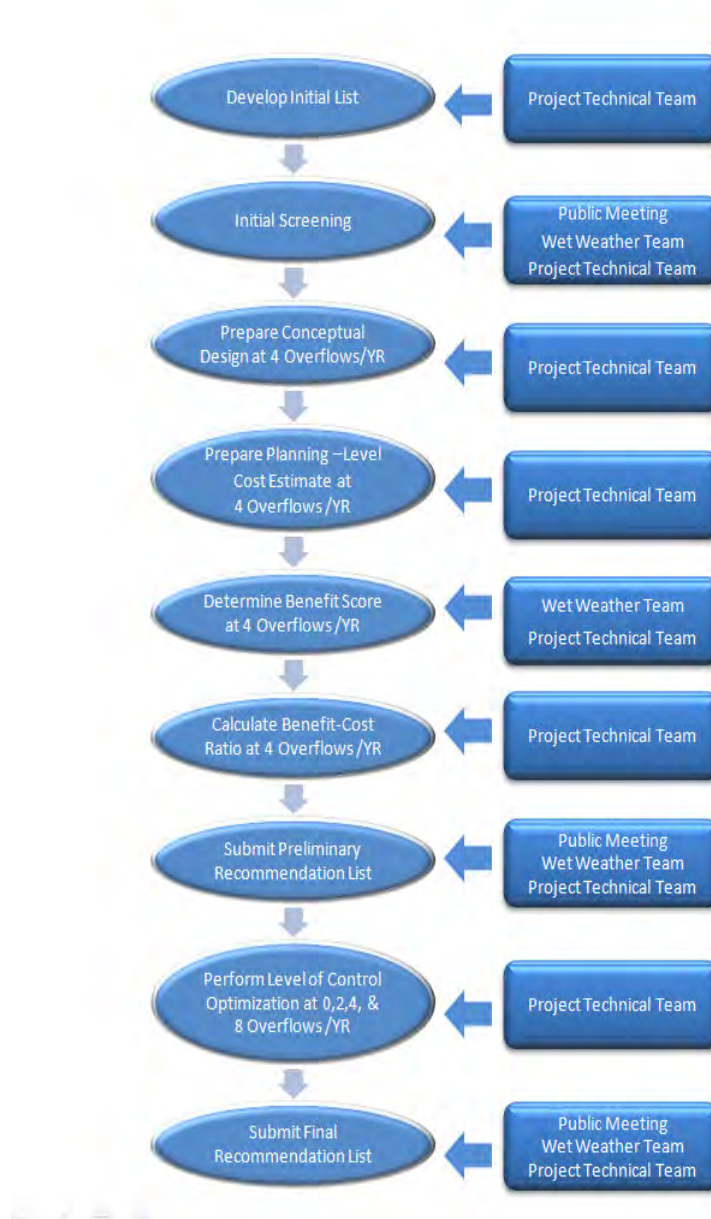 Develop Initial List
Project Technical Team
Initial Screening
Public Meeting
Wet Weather Team
Project Technical Team
Prepare Conceptual
Design at 4 Overflows/YR
Project Technical Team
Prepare Planning –Level
Cost Estimate at
4 Overflows /YR
Project Technical Team
Determine Benefit Score
at 4 Overflows /YR
Wet Weather Team
Project Technical Team
Calculate Benefit-Cost
Ratio at 4 Overflows /YR
Project Technical Team
Submit Preliminary
Recommendation List
Public Meeting
Wet Weather Team
Project Technical Team
Perform Level of Control
Optimization at 0,2,4, &
8 Overflows /YR
Project Technical Team
Submit Final
Recommendation List
Public Meeting
Wet Weather Team
Project Technical Team